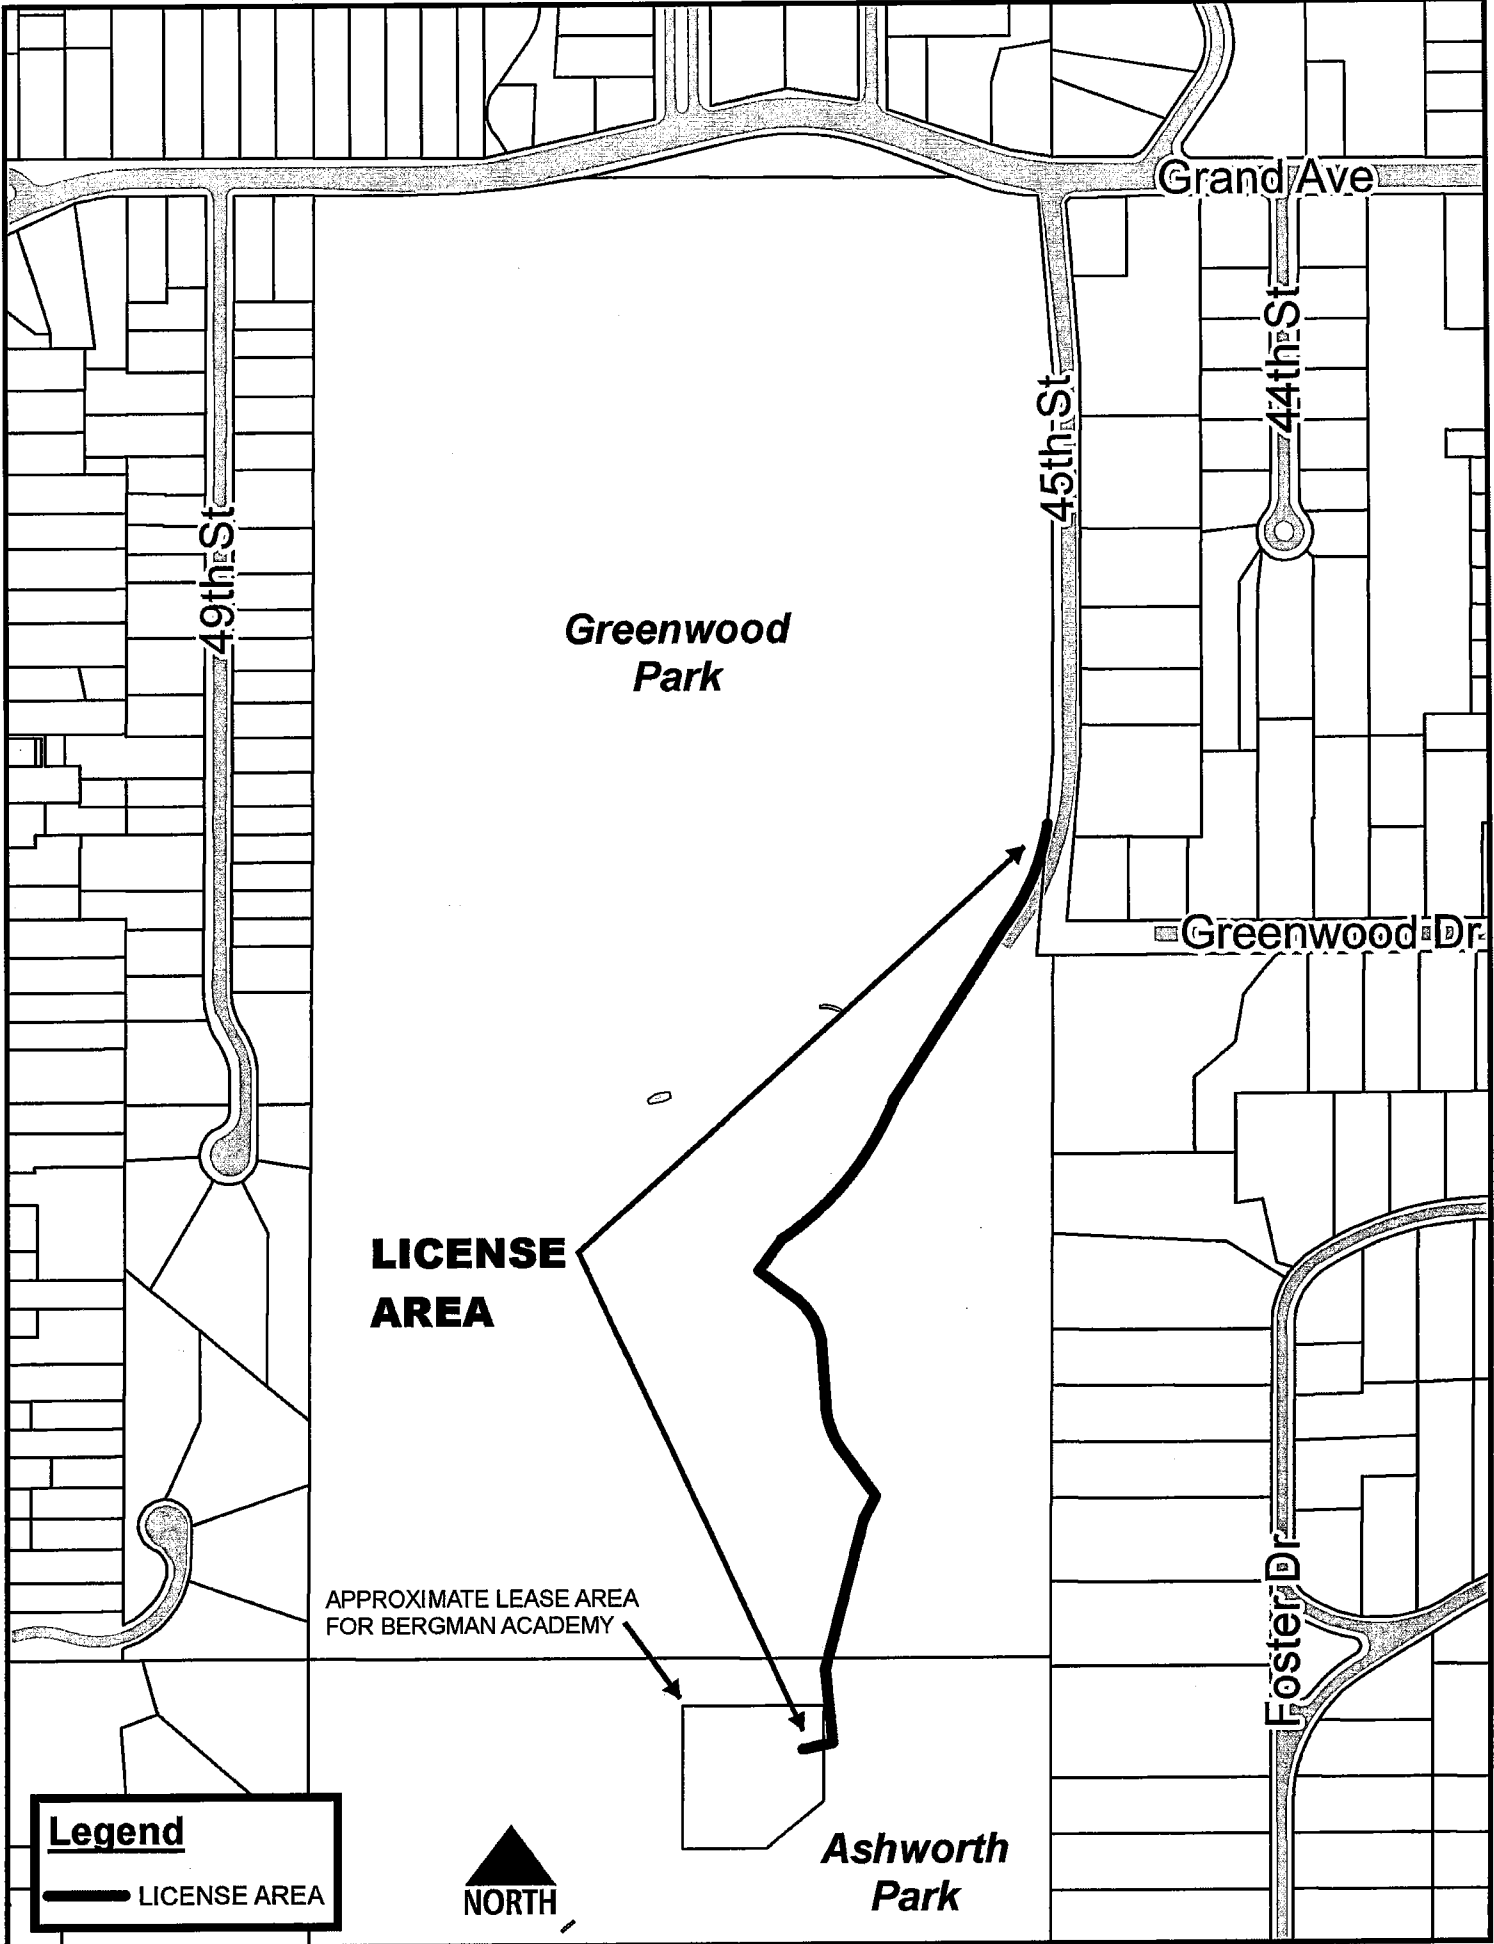 Grand Ave
44th St
45th St
49th St
Greenwood
Park
Greenwood Dr
LICENSE
AREA
APPROXIMATE LEASE AREA
FOR BERGMAN ACADEMY
Foster Dr
Legend
LICENSE AREA
NORTH
Ashworth
Park